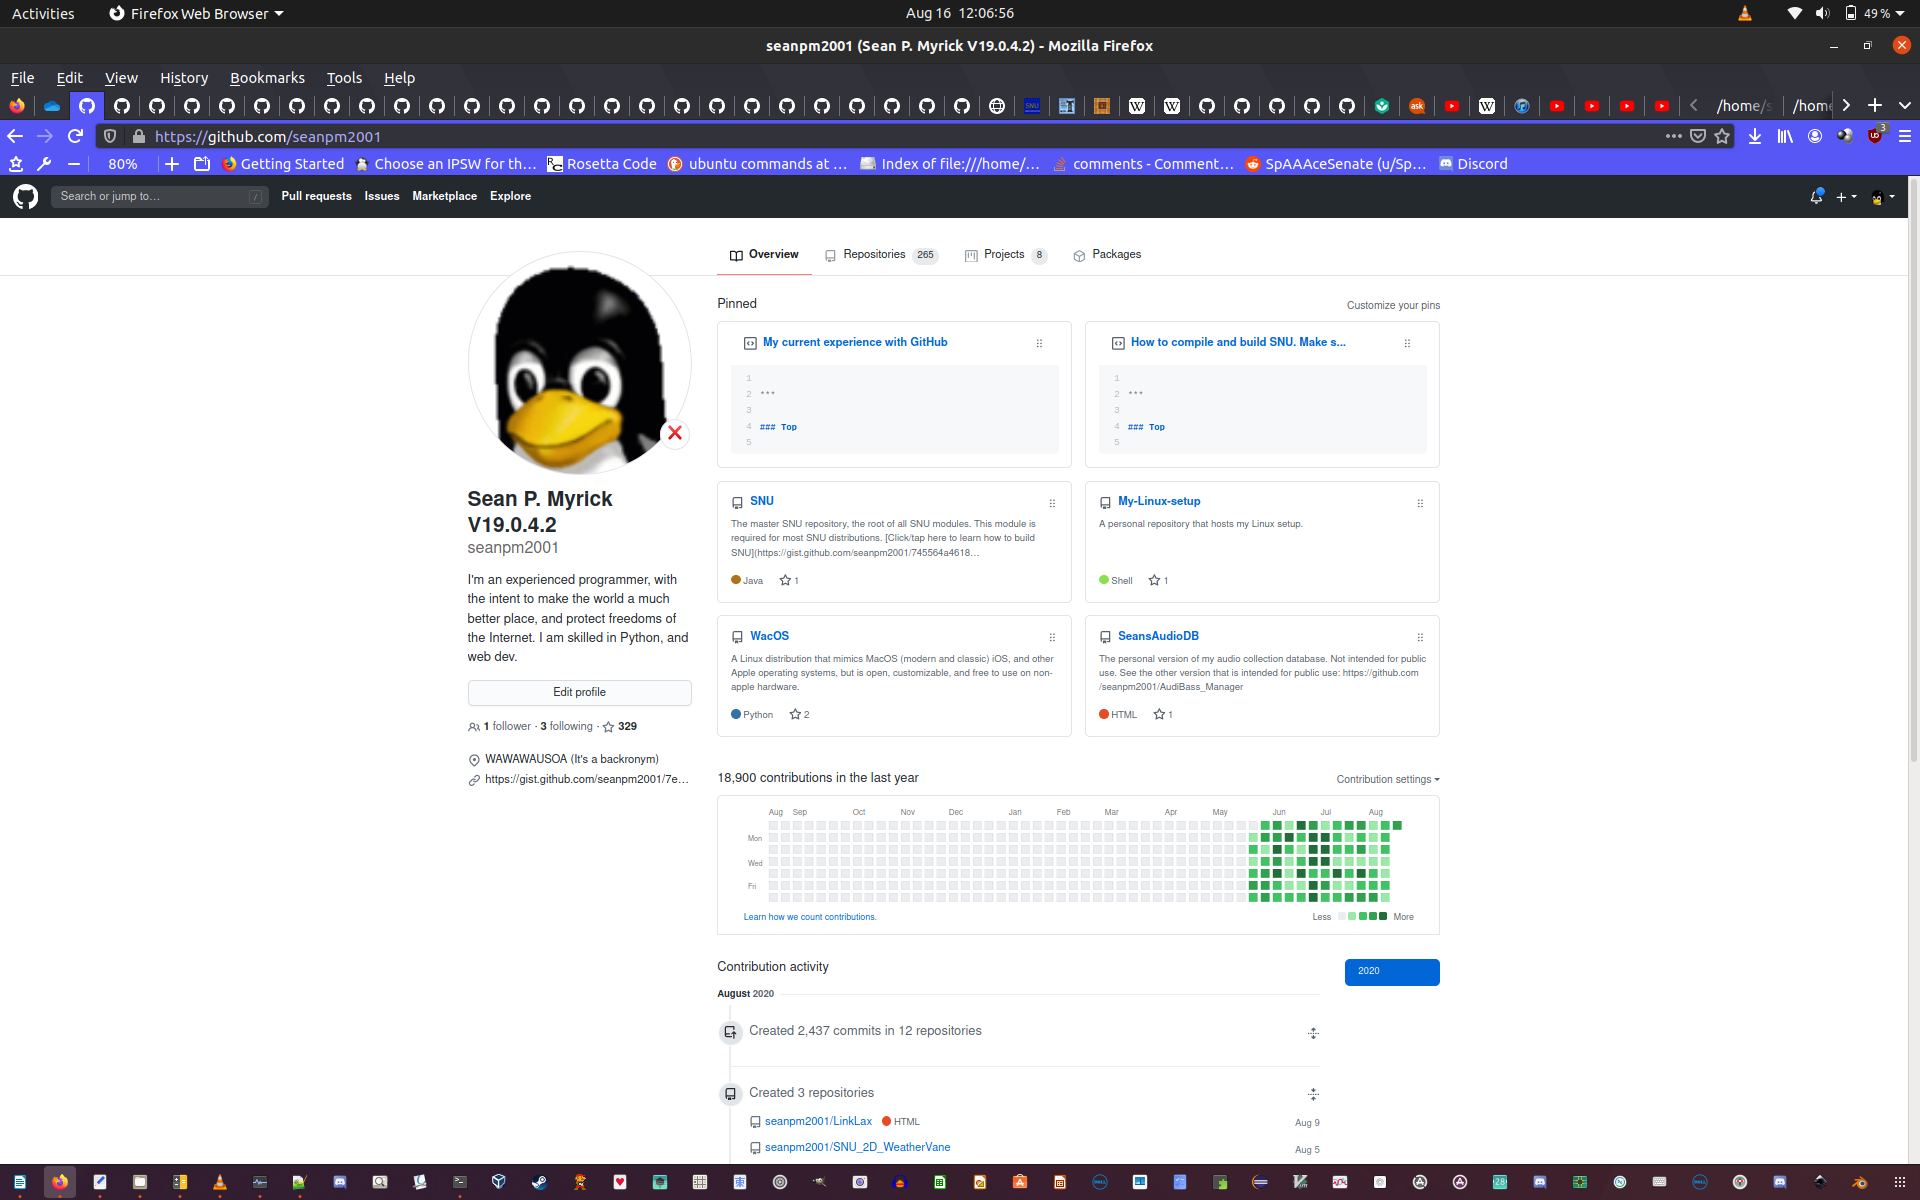 Activities
Firefox Web Browser
Aug 16 12:06:56
49 %
seanpm2001 (Sean P. Myrick V19.0.4.2) - Mozilla Firefox
File Edit View History Bookmarks Tools Help
/home/s
/home
https://github.com/seanpm2001
3
80%
Getting Started
Choose an IPSW for th…
Rosetta Code
ubuntu commands at …
Index of file:///home/…
comments - Comment…
SpAAAceSenate (u/Sp…
Discord
Search or jump to…
/
Pull requests Issues Marketplace Explore
Overview
Repositories 265
Projects 8
Packages
Sean P. Myrick
V19.0.4.2
seanpm2001
I'm an experienced programmer, with
the intent to make the world a much
better place, and protect freedoms of
the Internet. I am skilled in Python, and
web dev.
Edit profile
1 follower · 3 following · 329
WAWAWAUSOA (It's a backronym)
https://gist.github.com/seanpm2001/7e…
Pinned
Customize your pins
My current experience with GitHub
1
2 ***
3
4 ### Top
5
How to compile and build SNU. Make s...
1
2 ***
3
4 ### Top
5
SNU
The master SNU repository, the root of all SNU modules. This module is
required for most SNU distributions. [Click/tap here to learn how to build
SNU](https://gist.github.com/seanpm2001/745564a4618…
Java 1
My-Linux-setup
A personal repository that hosts my Linux setup.
Shell 1
WacOS
A Linux distribution that mimics MacOS (modern and classic) iOS, and other
Apple operating systems, but is open, customizable, and free to use on non-
apple hardware.
Python 2
SeansAudioDB
The personal version of my audio collection database. Not intended for public
use. See the other version that is intended for public use: https://github.com
/seanpm2001/AudiBass_Manager
HTML 1
18,900 contributions in the last year
Contribution settings
Aug Sep Oct Nov Dec Jan Feb Mar Apr May Jun Jul Aug
Mon
Wed
Fri
Learn how we count contributions.
Less More
Contribution activity
2020
August 2020
Created 2,437 commits in 12 repositories
Created 3 repositories
seanpm2001/LinkLax HTML Aug 9
seanpm2001/SNU_2D_WeatherVane Aug 5